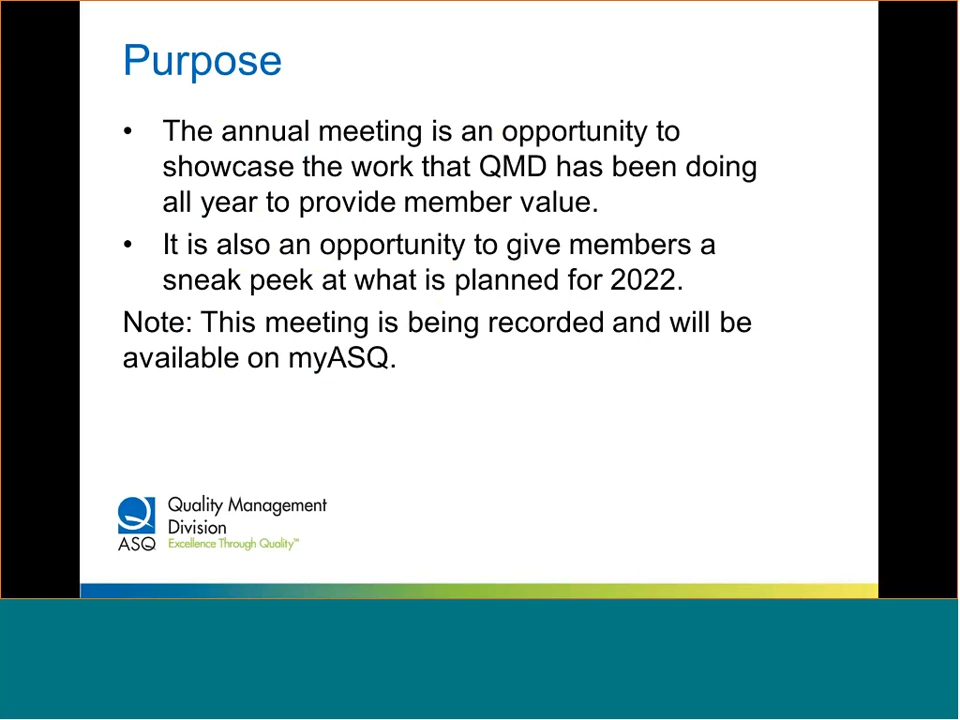 Purpose
• The annual meeting is an opportunity to
showcase the work that QMD has been doing
all year to provide member value.
• It is also an opportunity to give members a
sneak peek at what is planned for 2022.
Note: This meeting is being recorded and will be
available on myASQ.
Quality Management
Division
ASQ Excellence Through Quality™